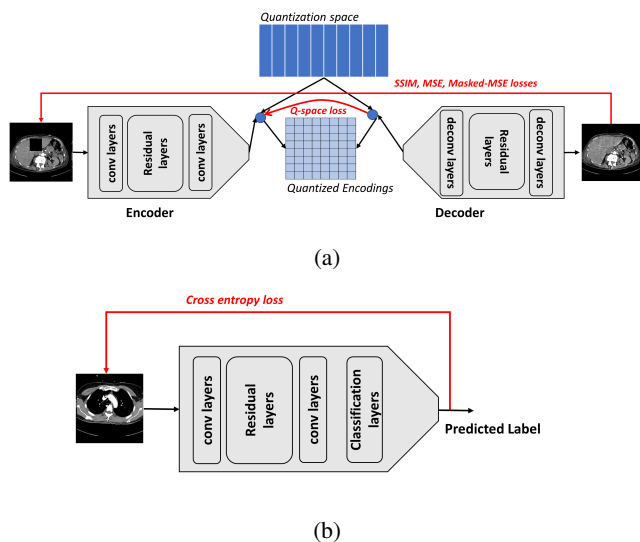 Quantization space
SSIM, MSE, Masked-MSE losses
Q-space loss
conv layers
Residual
layers
conv layers
deconv layers
Residual
layers
deconv layers
Quantized Encodings
Encoder
Decoder
(a)
Cross entropy loss
conv layers
Residual
layers
conv layers
Classification
layers
Predicted Label
(b)